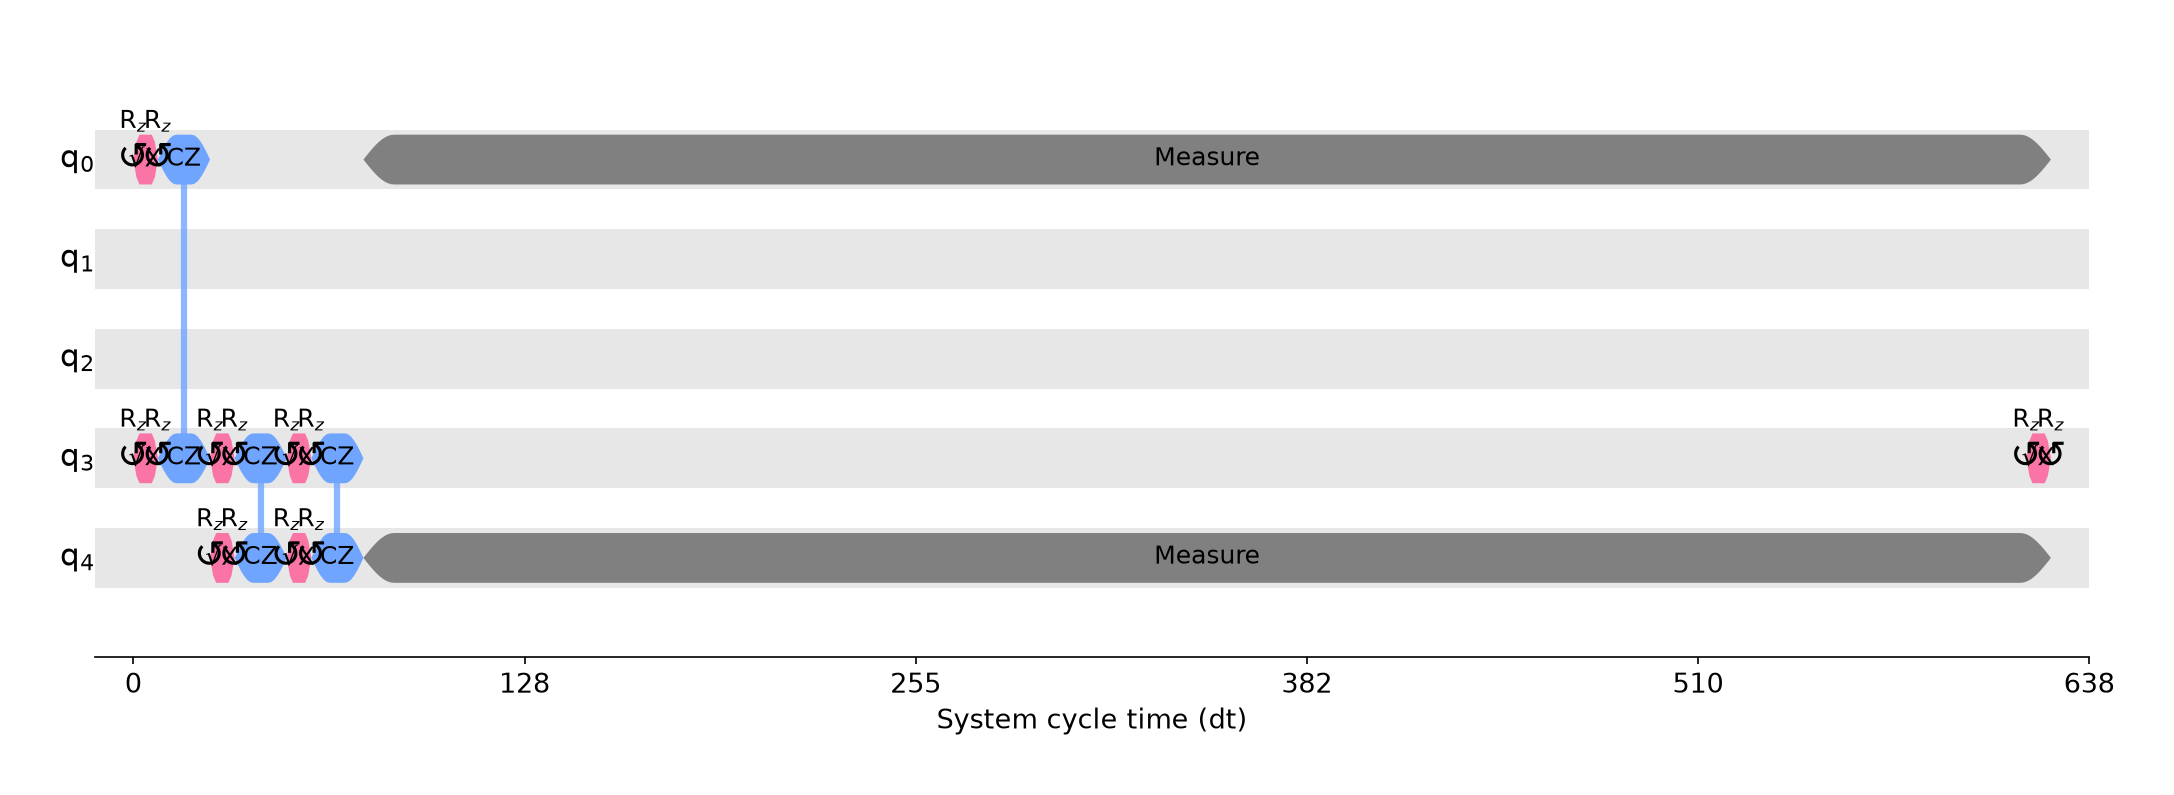 R_z R_z
q_0 √X CZ Measure
q_1
q_2
R_z R_z R_z R_z R_z R_z R_z R_z
q_3 √X CZ √X CZ √X CZ √X
R_z R_z R_z R_z
q_4 √X CZ √X CZ Measure
0 128 255 382 510 638
System cycle time (dt)